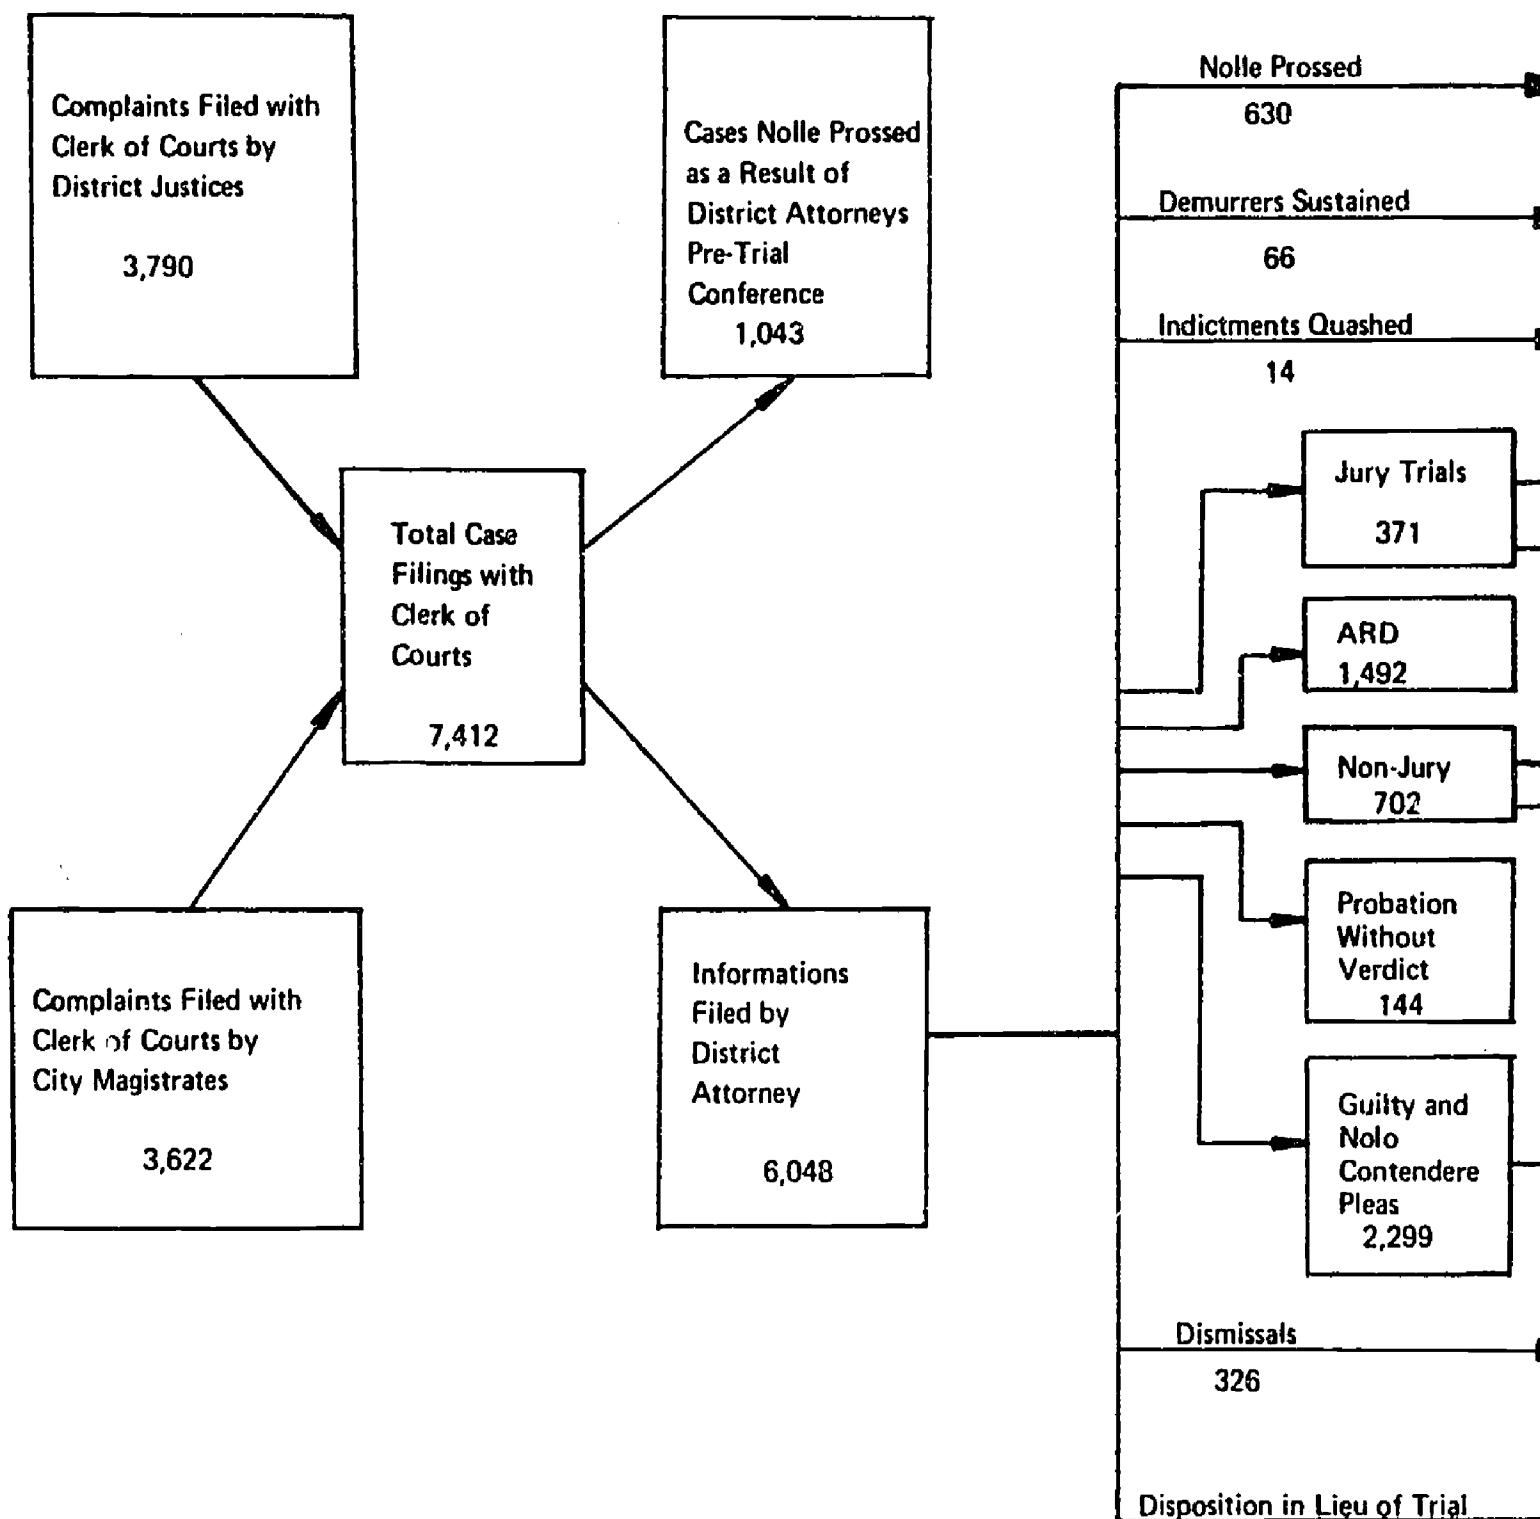 Complaints Filed with
Clerk of Courts by
District Justices
3,790
Cases Nolle Prossed
as a Result of
District Attorneys
Pre-Trial
Conference
1,043
Total Case
Filings with
Clerk of
Courts
7,412
Complaints Filed with
Clerk of Courts by
City Magistrates
3,622
Informations
Filed by
District
Attorney
6,048
Nolle Prossed
630
Demurrers Sustained
66
Indictments Quashed
14
Jury Trials
371
ARD
1,492
Non-Jury
702
Probation
Without
Verdict
144
Guilty and
Nolo
Contendere
Pleas
2,299
Dismissals
326
Disposition in Lieu of Trial